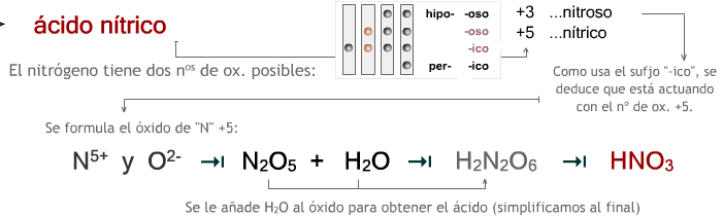 ácido nítrico
hipo- -oso +3 ...nitroso
-oso +5 ...nítrico
-ico
per- -ico
El nitrógeno tiene dos nᵒˢ de ox. posibles:
Como usa el sufjo "-ico", se
deduce que está actuando
con el nº de ox. +5.
Se formula el óxido de "N" +5:
N⁵⁺ y O²⁻ → N₂O₅ + H₂O → H₂N₂O₆ → HNO₃
Se le añade H₂O al óxido para obtener el ácido (simplificamos al final)